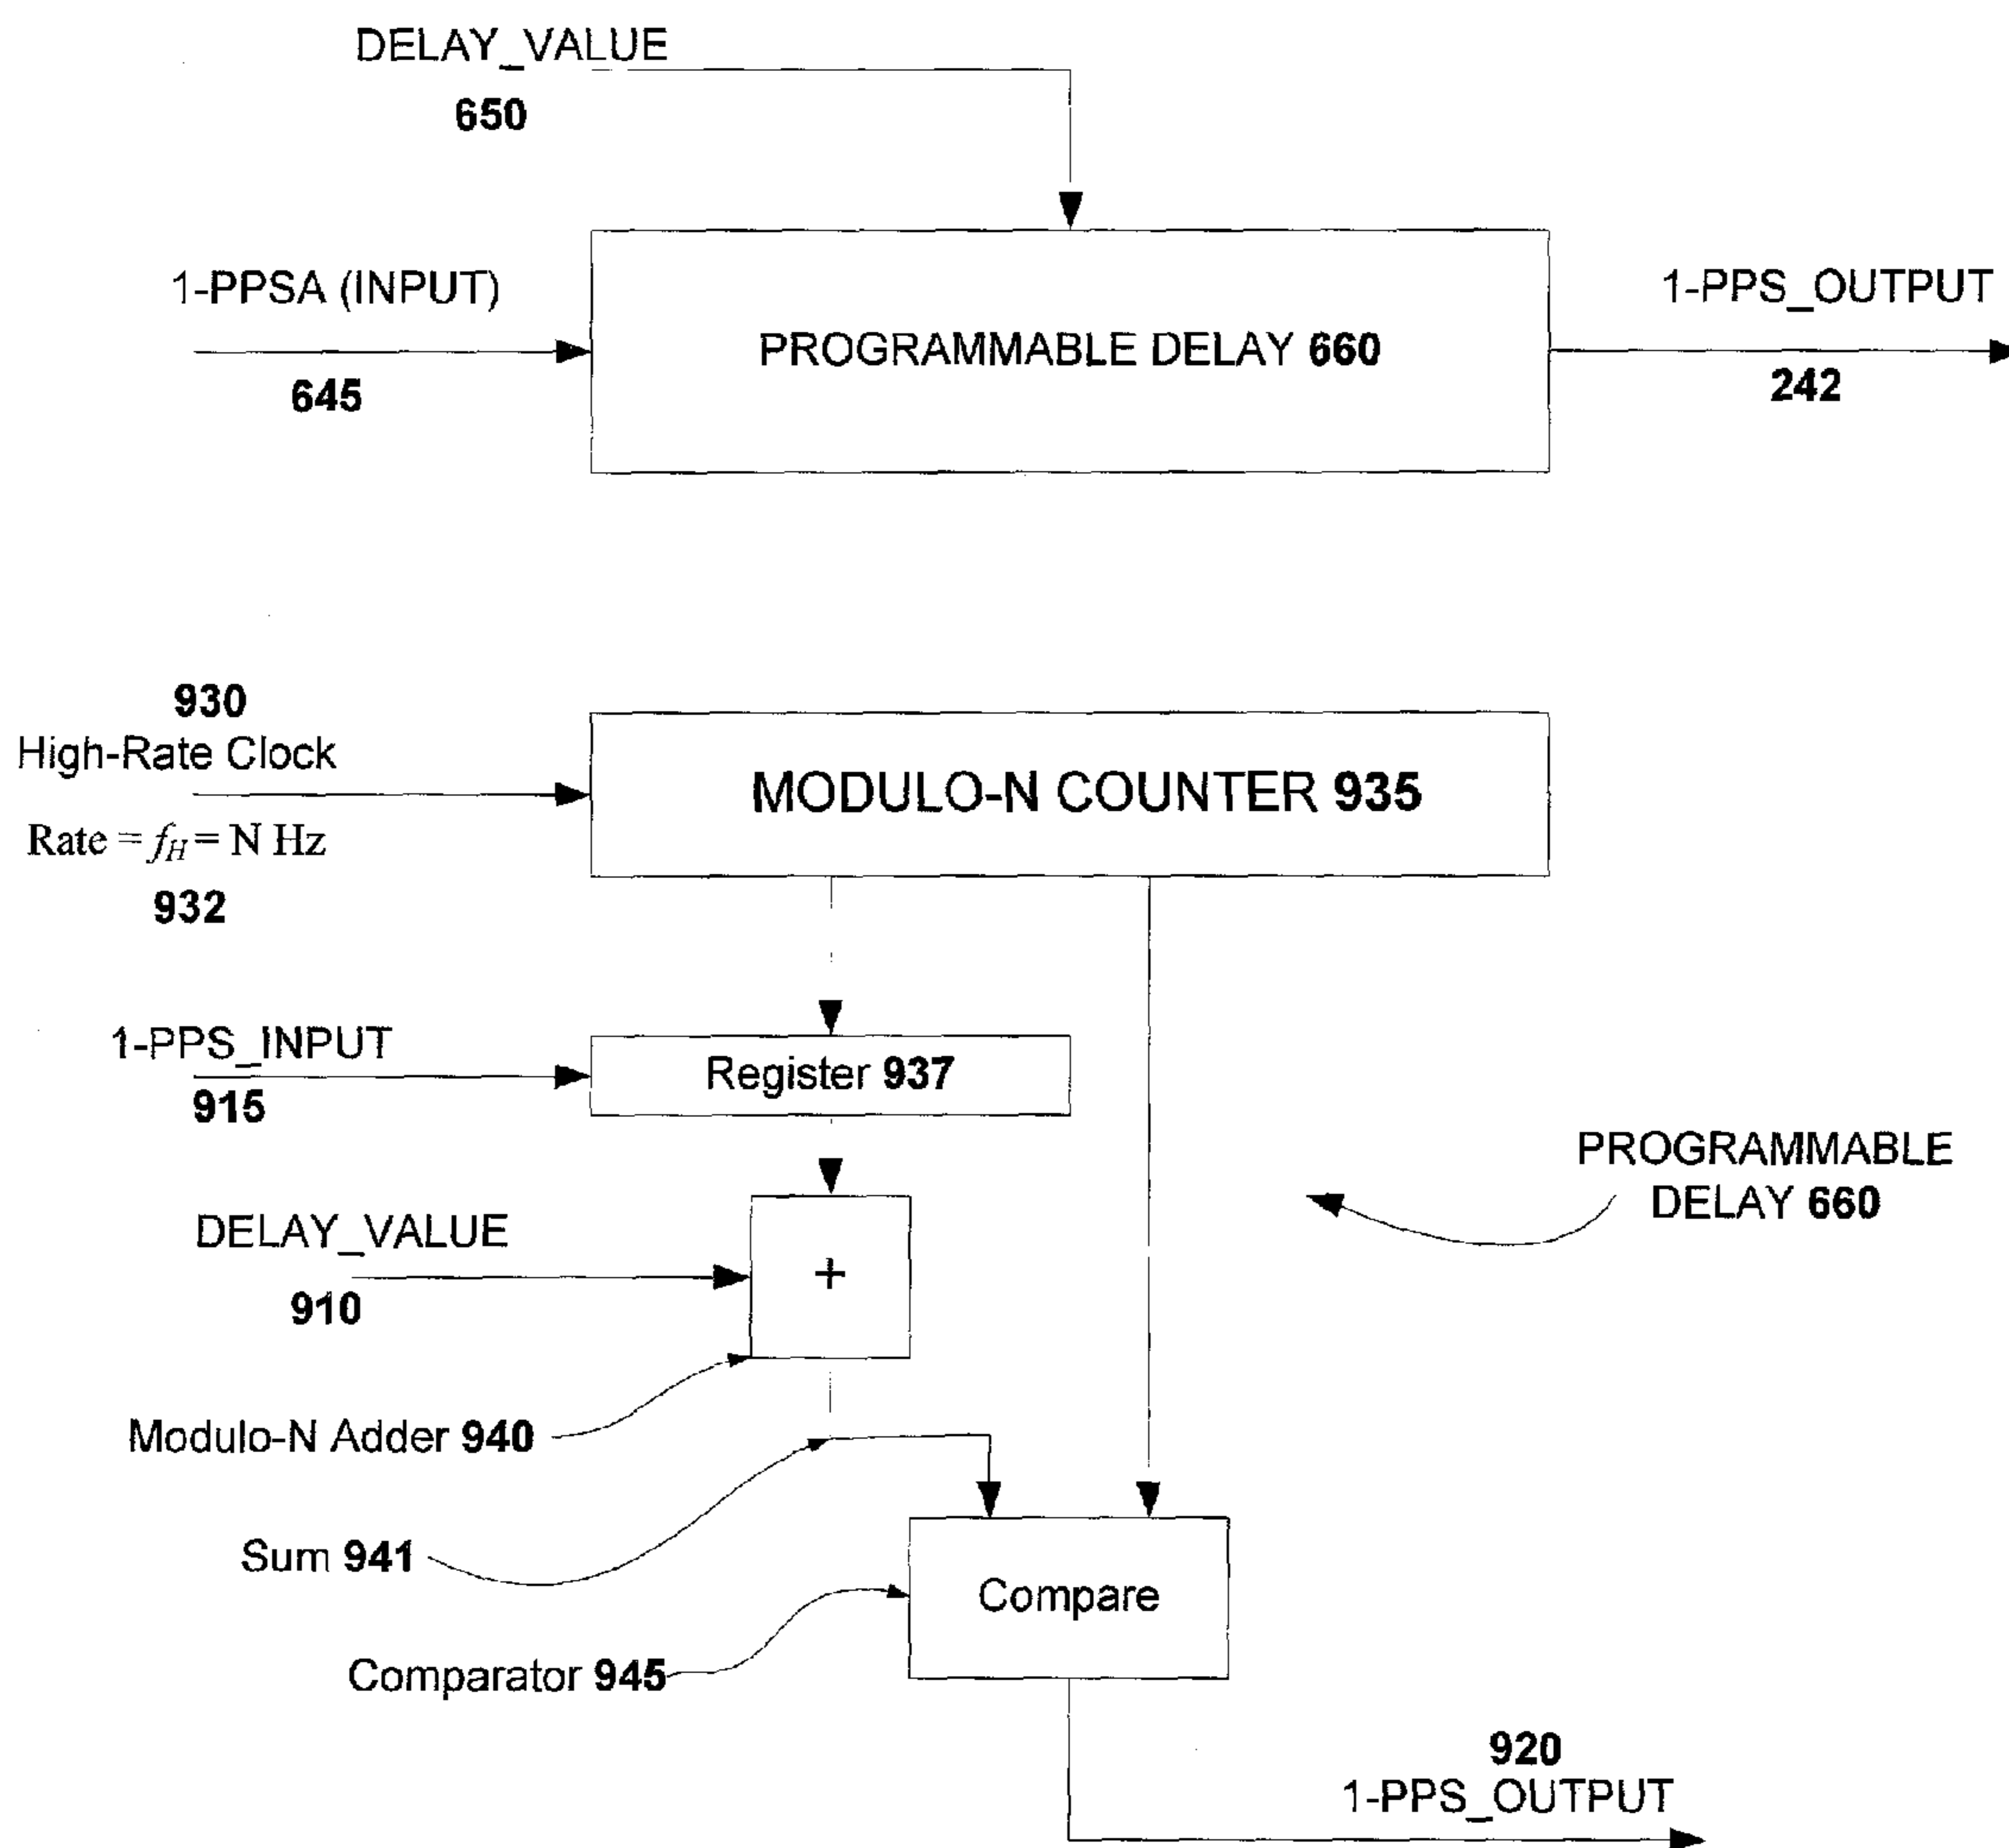 DELAY_VALUE
650
1-PPSA (INPUT)
645
PROGRAMMABLE DELAY 660
1-PPS_OUTPUT
242
930
High-Rate Clock
Rate = fH = N Hz
932
MODULO-N COUNTER 935
1-PPS_INPUT
915
Register 937
PROGRAMMABLE
DELAY 660
DELAY_VALUE
910
+
Modulo-N Adder 940
Sum 941
Compare
Comparator 945
920
1-PPS_OUTPUT